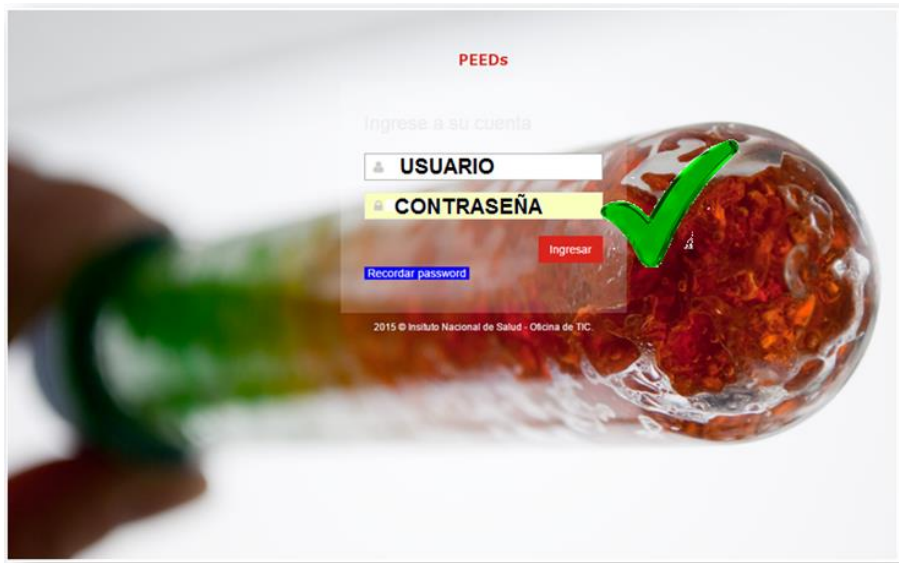 PEEDs
Ingrese a su cuenta
USUARIO
CONTRASEÑA
Ingresar
Recordar password
2015 © Insituto Nacional de Salud - Oficina de TIC.